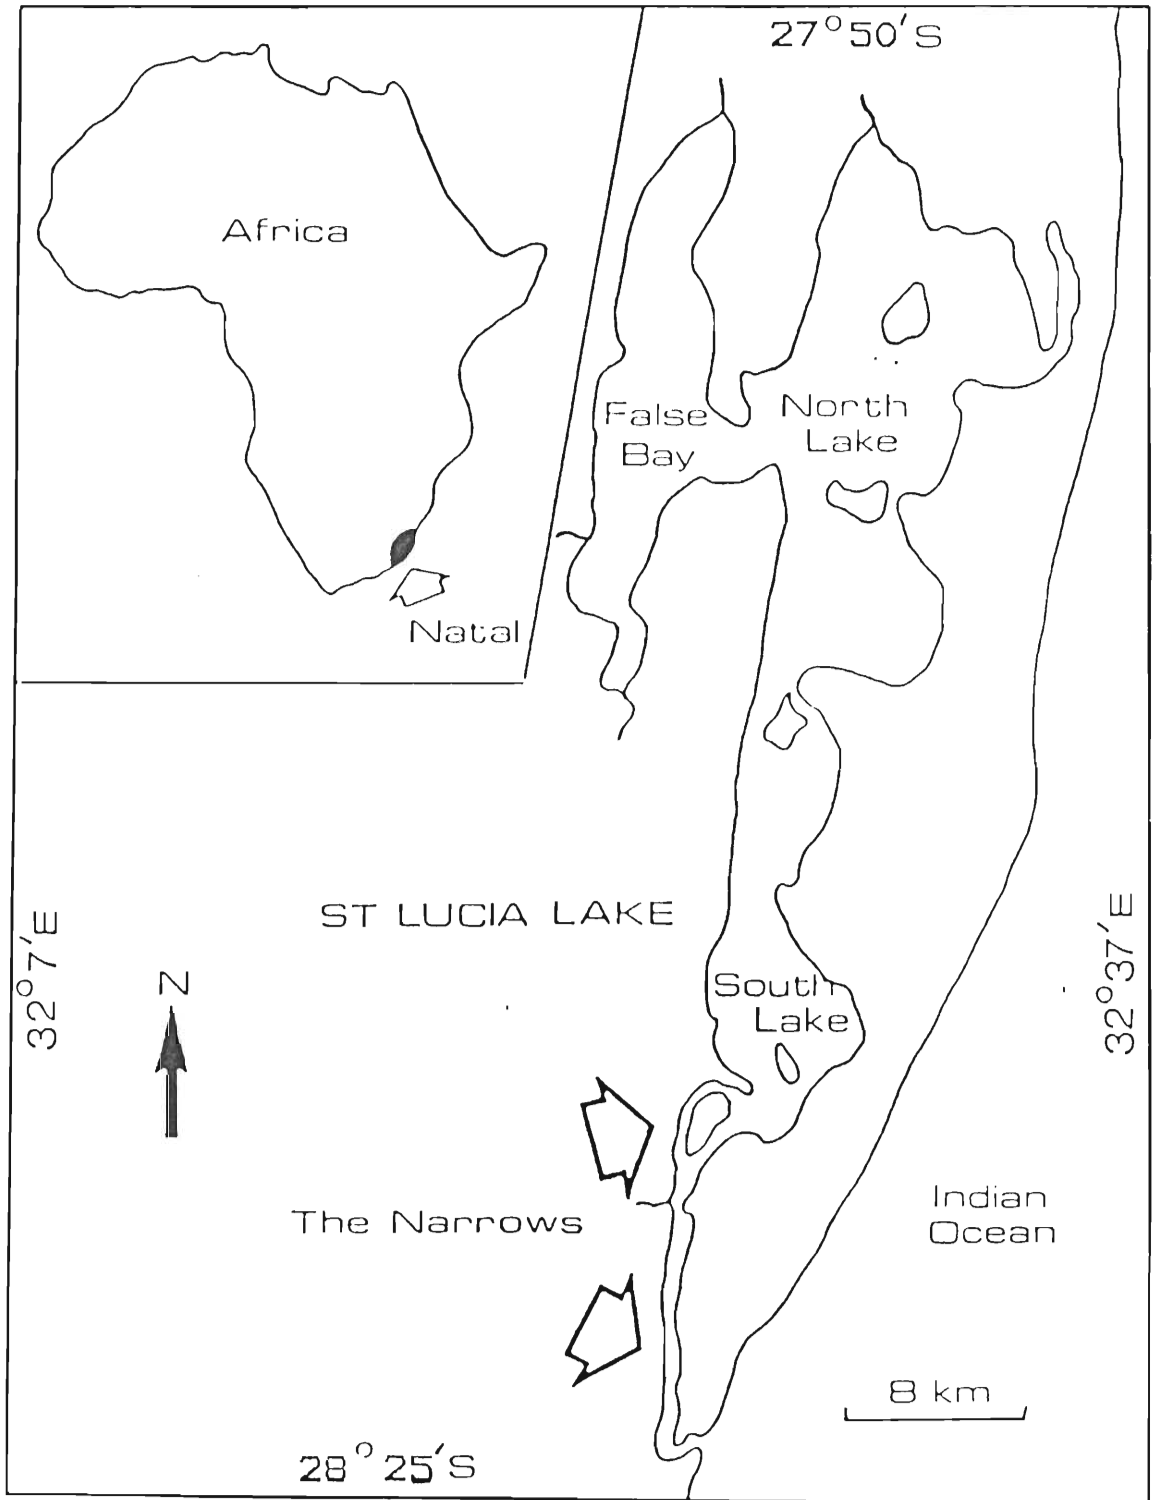 27°50'S
Africa
Natal
False
Bay
North
Lake
ST LUCIA LAKE
32°7'E
32°37'E
N
South
Lake
The Narrows
Indian
Ocean
8 km
28°25'S